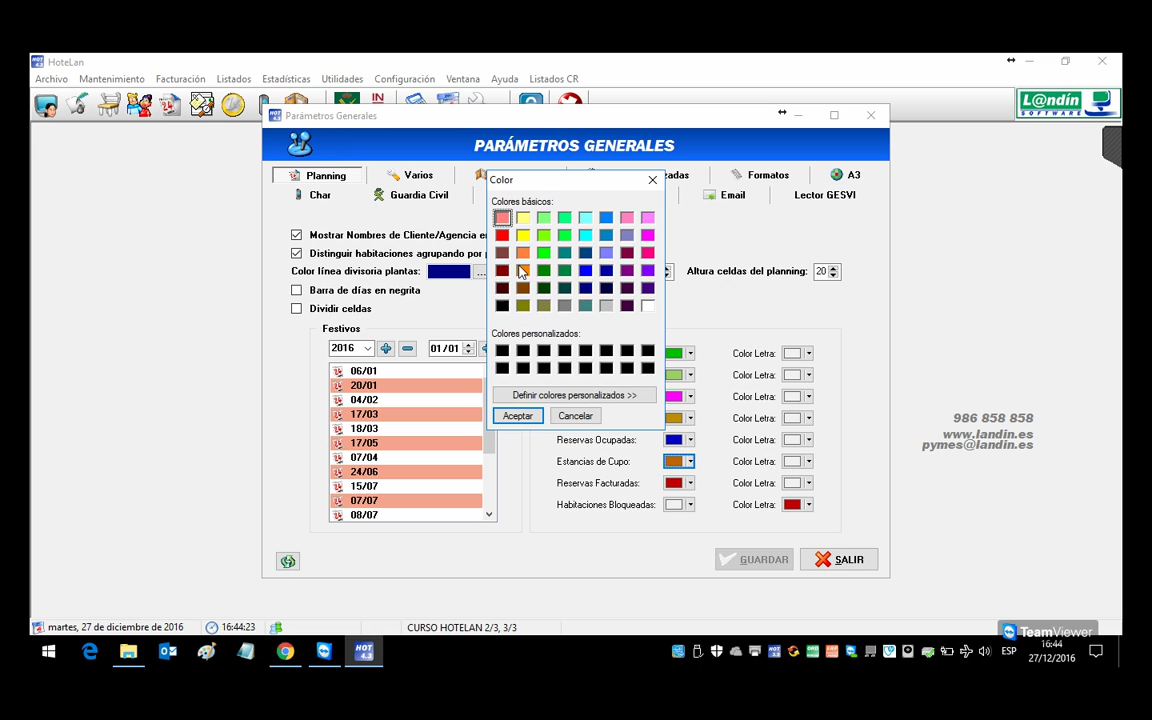 HoteLan
Archivo Mantenimiento Facturación Listados Estadísticas Utilidades Configuración Ventana Ayuda Listados CR
IN
L@ndín
SOFTWARE
Parámetros Generales
PARÁMETROS GENERALES
Planning Varios Formatos A3
Char Guardia Civil Email Lector GESVI
Color
Colores básicos:
Mostrar Nombres de Cliente/Agencia
Distinguir habitaciones agrupando por
Color línea divisoria plantas: ... Altura celdas del planning: 20
Barra de días en negrita
Dividir celdas
Festivos
2016 01/01
06/01
20/01
04/02
17/03
18/03
17/05
07/04
24/06
15/07
07/07
08/07
Colores personalizados:
Definir colores personalizados >>
Aceptar Cancelar
Color Letra:
Color Letra:
Color Letra:
Color Letra:
Reservas Ocupadas: Color Letra:
Estancias de Cupo: Color Letra:
Reservas Facturadas: Color Letra:
Habitaciones Bloqueadas: Color Letra:
GUARDAR SALIR
986 858 858
www.landin.es
pymes@landin.es
martes, 27 de diciembre de 2016 16:44:23 CURSO HOTELAN 2/3, 3/3
TeamViewer
HOT
4.3
ESP
16:44
27/12/2016